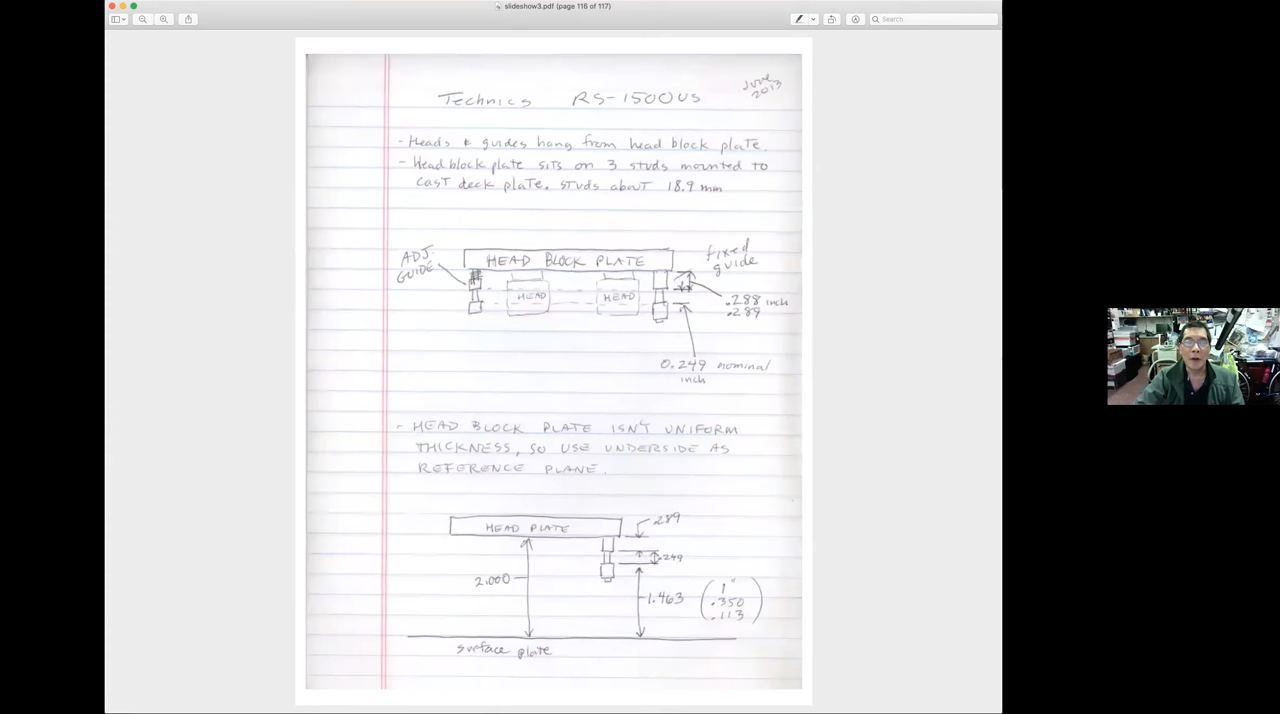 slideshow3.pdf (page 116 of 117)
Search
June
2013
Technics RS-1500US
- Heads & guides hang from head block plate.
- Head block plate sits on 3 studs mounted to
cast deck plate. studs about 18.9 mm
ADJ.
GUIDE
HEAD BLOCK PLATE
fixed
guide
HEAD
HEAD
.288 inch
.289
0.249 nominal
inch
- HEAD BLOCK PLATE ISN'T UNIFORM
THICKNESS, SO USE UNDERSIDE AS
REFERENCE PLANE.
HEAD PLATE
.289
.249
2.000
1.463
1"
.350
.113
surface plate